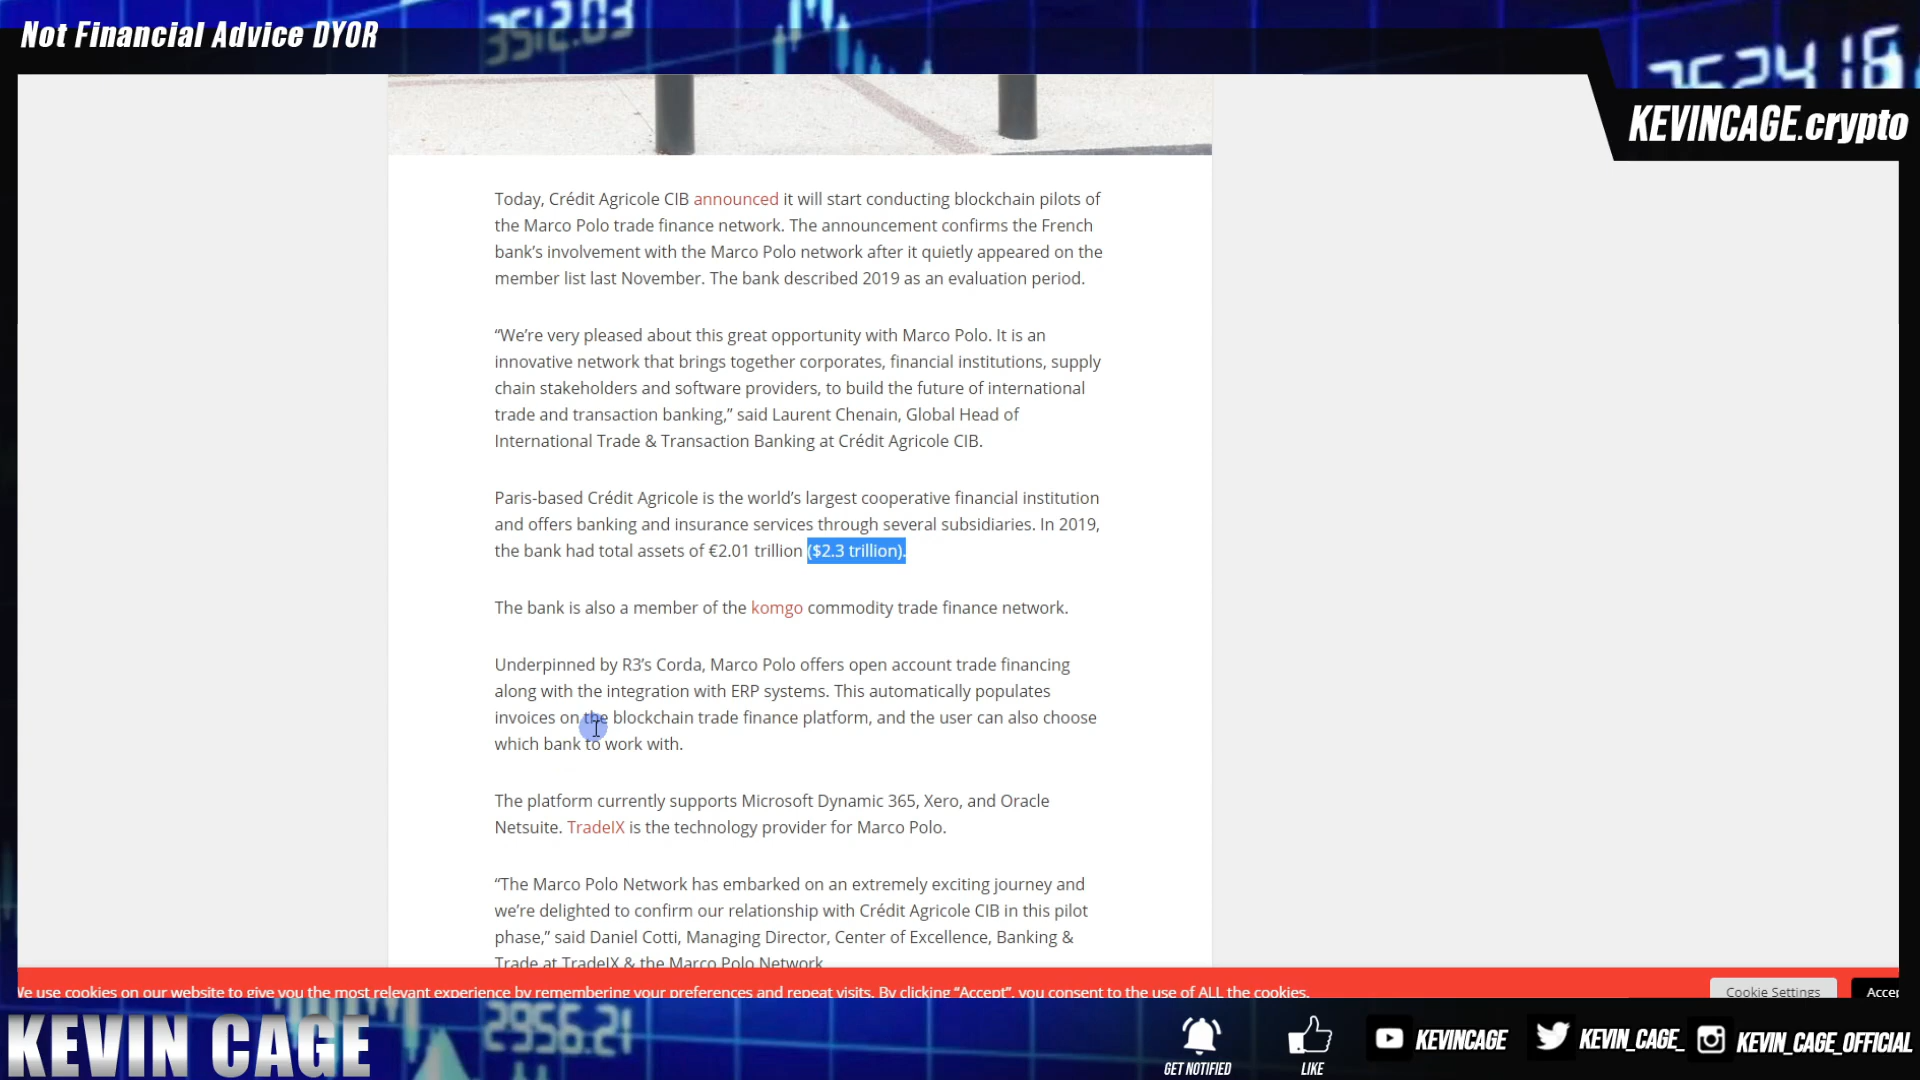 Not Financial Advice DYOR
3512.03
KEVINCAGE.crypto
Today, Crédit Agricole CIB announced it will start conducting blockchain pilots of
the Marco Polo trade finance network. The announcement confirms the French
bank’s involvement with the Marco Polo network after it quietly appeared on the
member list last November. The bank described 2019 as an evaluation period.
“We’re very pleased about this great opportunity with Marco Polo. It is an
innovative network that brings together corporates, financial institutions, supply
chain stakeholders and software providers, to build the future of international
trade and transaction banking,” said Laurent Chenain, Global Head of
International Trade & Transaction Banking at Crédit Agricole CIB.
Paris-based Crédit Agricole is the world’s largest cooperative financial institution
and offers banking and insurance services through several subsidiaries. In 2019,
the bank had total assets of €2.01 trillion ($2.3 trillion).
The bank is also a member of the komgo commodity trade finance network.
Underpinned by R3’s Corda, Marco Polo offers open account trade financing
along with the integration with ERP systems. This automatically populates
invoices on the blockchain trade finance platform, and the user can also choose
which bank to work with.
The platform currently supports Microsoft Dynamic 365, Xero, and Oracle
Netsuite. TradeIX is the technology provider for Marco Polo.
“The Marco Polo Network has embarked on an extremely exciting journey and
we’re delighted to confirm our relationship with Crédit Agricole CIB in this pilot
phase,” said Daniel Cotti, Managing Director, Center of Excellence, Banking &
Trade at TradeIX & the Marco Polo Network
We use cookies on our website to give you the most relevant experience by remembering your preferences and repeat visits. By clicking “Accept”, you consent to the use of ALL the cookies.
Cookie Settings
KEVIN CAGE
2956.21
GET NOTIFIED
LIKE
KEVINCAGE
KEVIN_CAGE_
KEVIN_CAGE_OFFICIAL